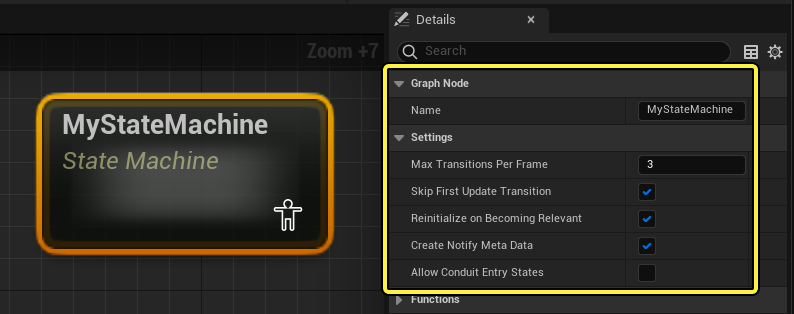 Zoom +7
MyStateMachine
State Machine
Details
Search
Graph Node
Name MyStateMachine
Settings
Max Transitions Per Frame 3
Skip First Update Transition
Reinitialize on Becoming Relevant
Create Notify Meta Data
Allow Conduit Entry States
Functions